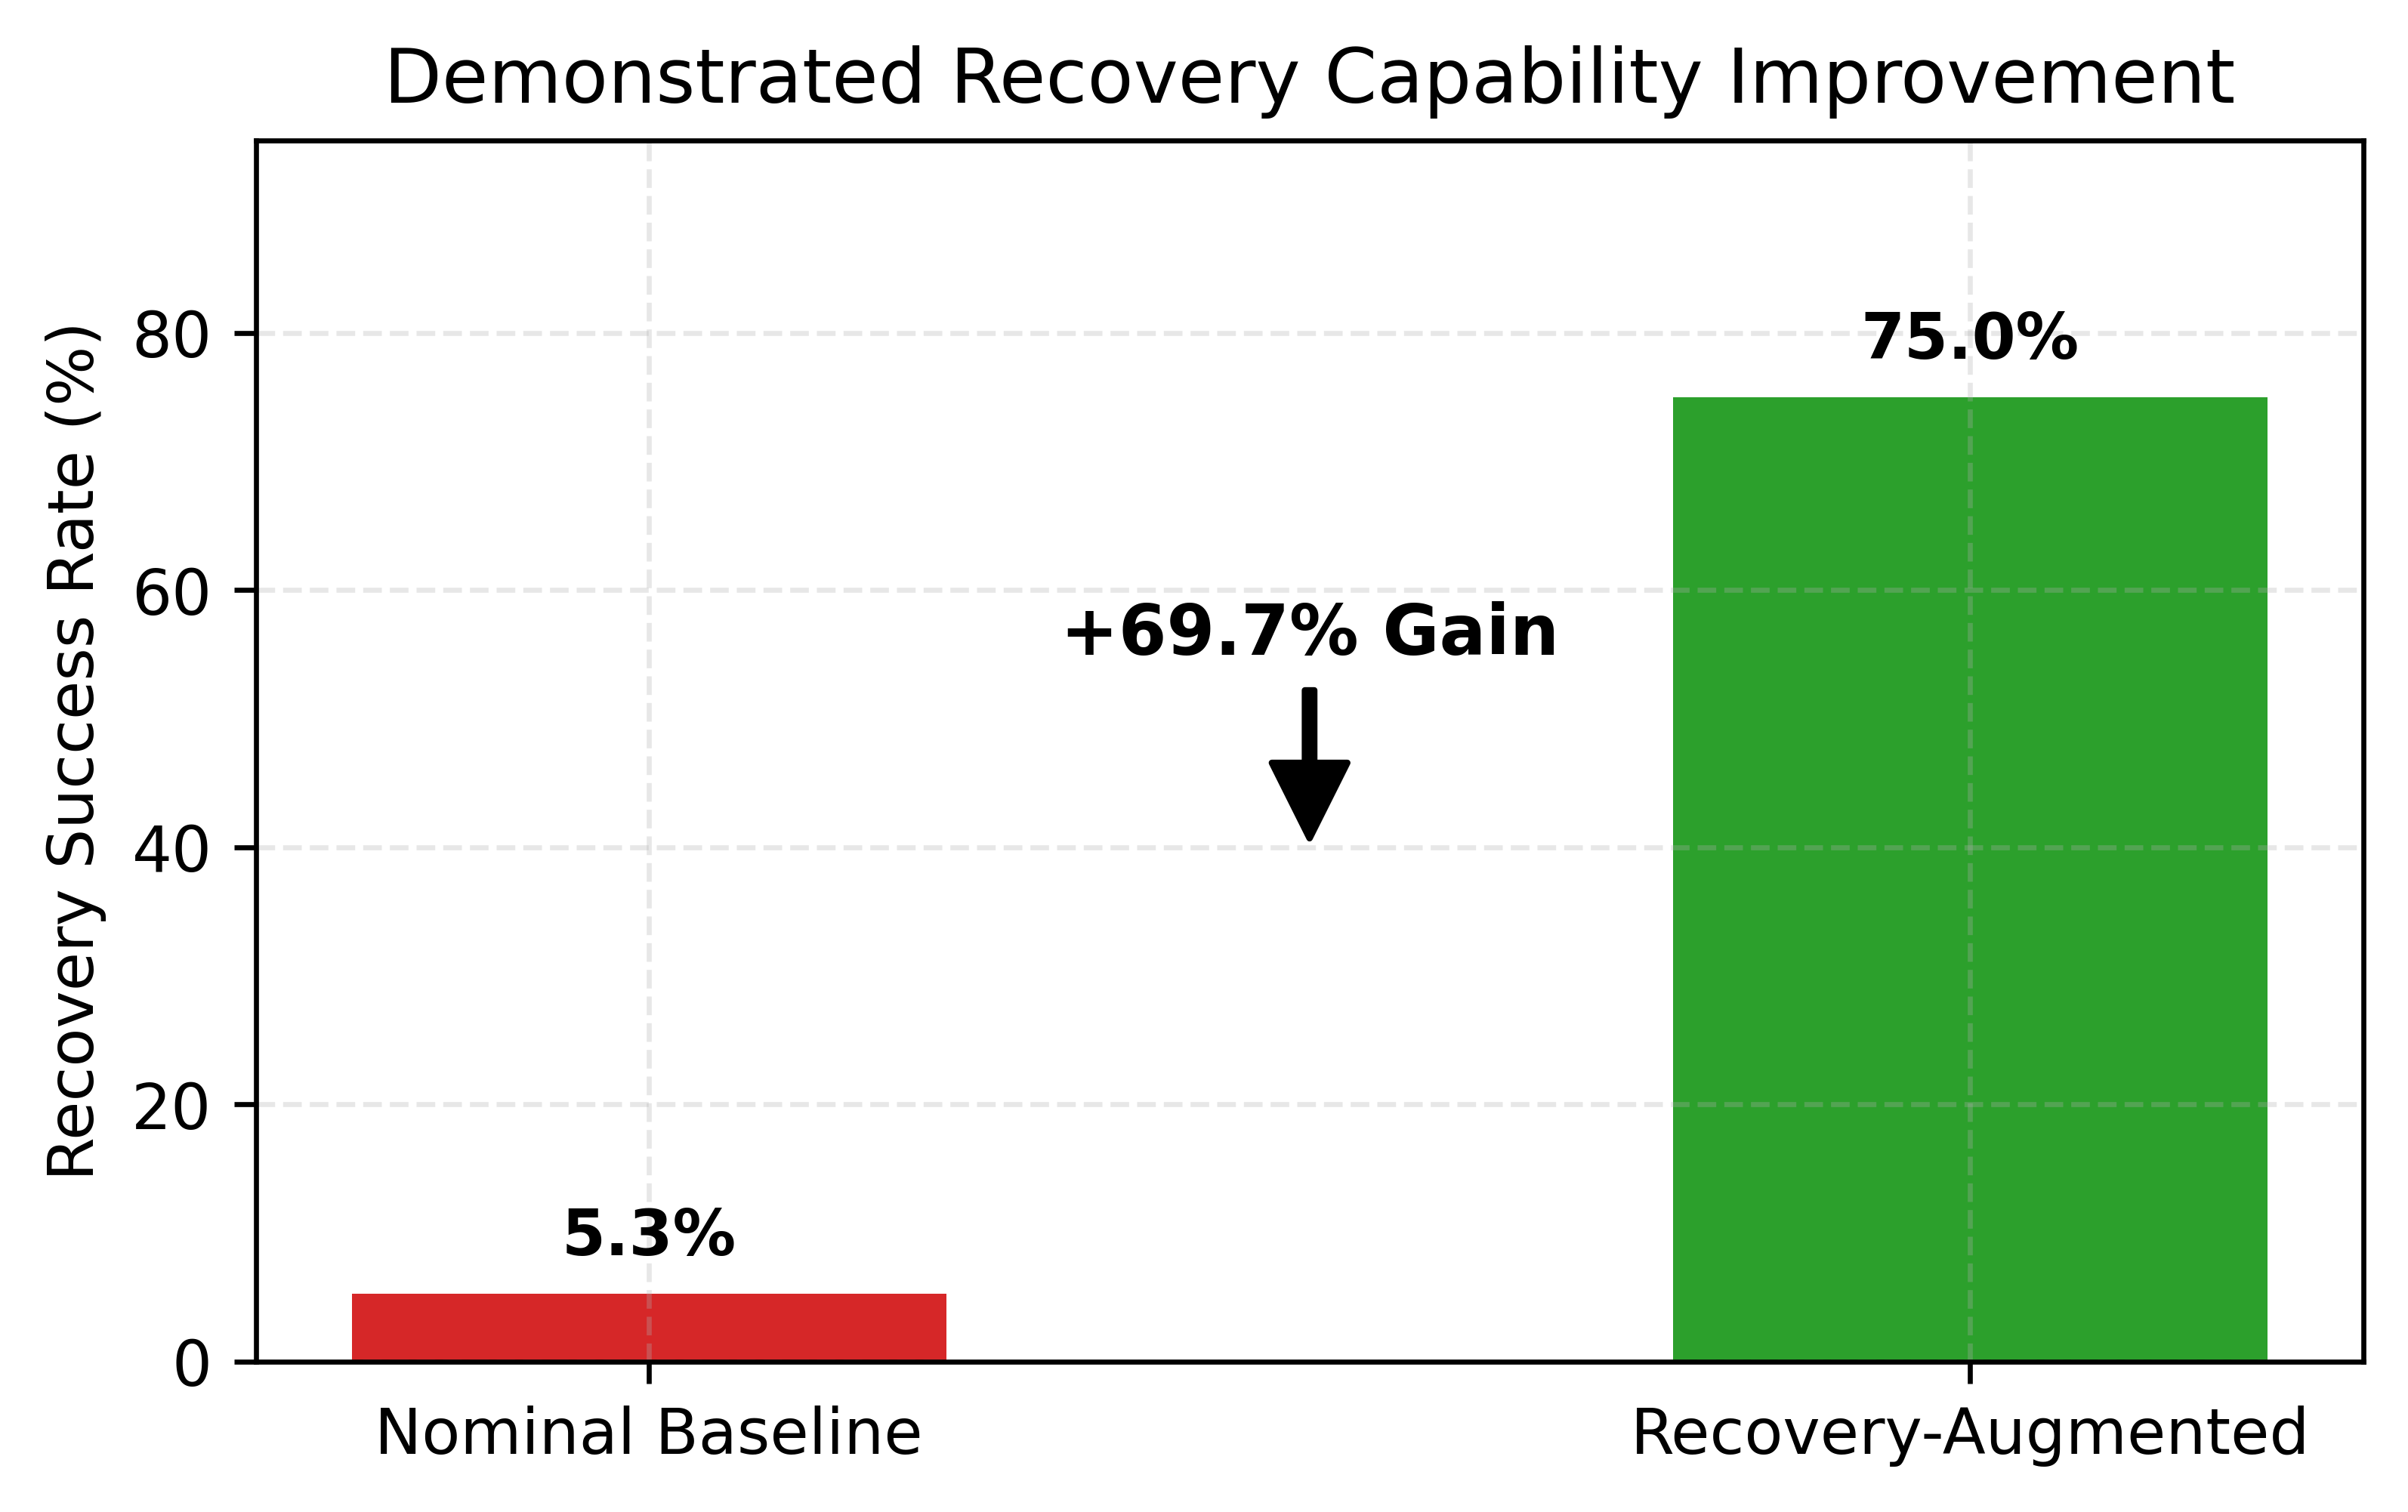 Demonstrated Recovery Capability Improvement
Recovery Success Rate (%)
80
60
40
20
0
75.0%
+69.7% Gain
5.3%
Nominal Baseline
Recovery-Augmented